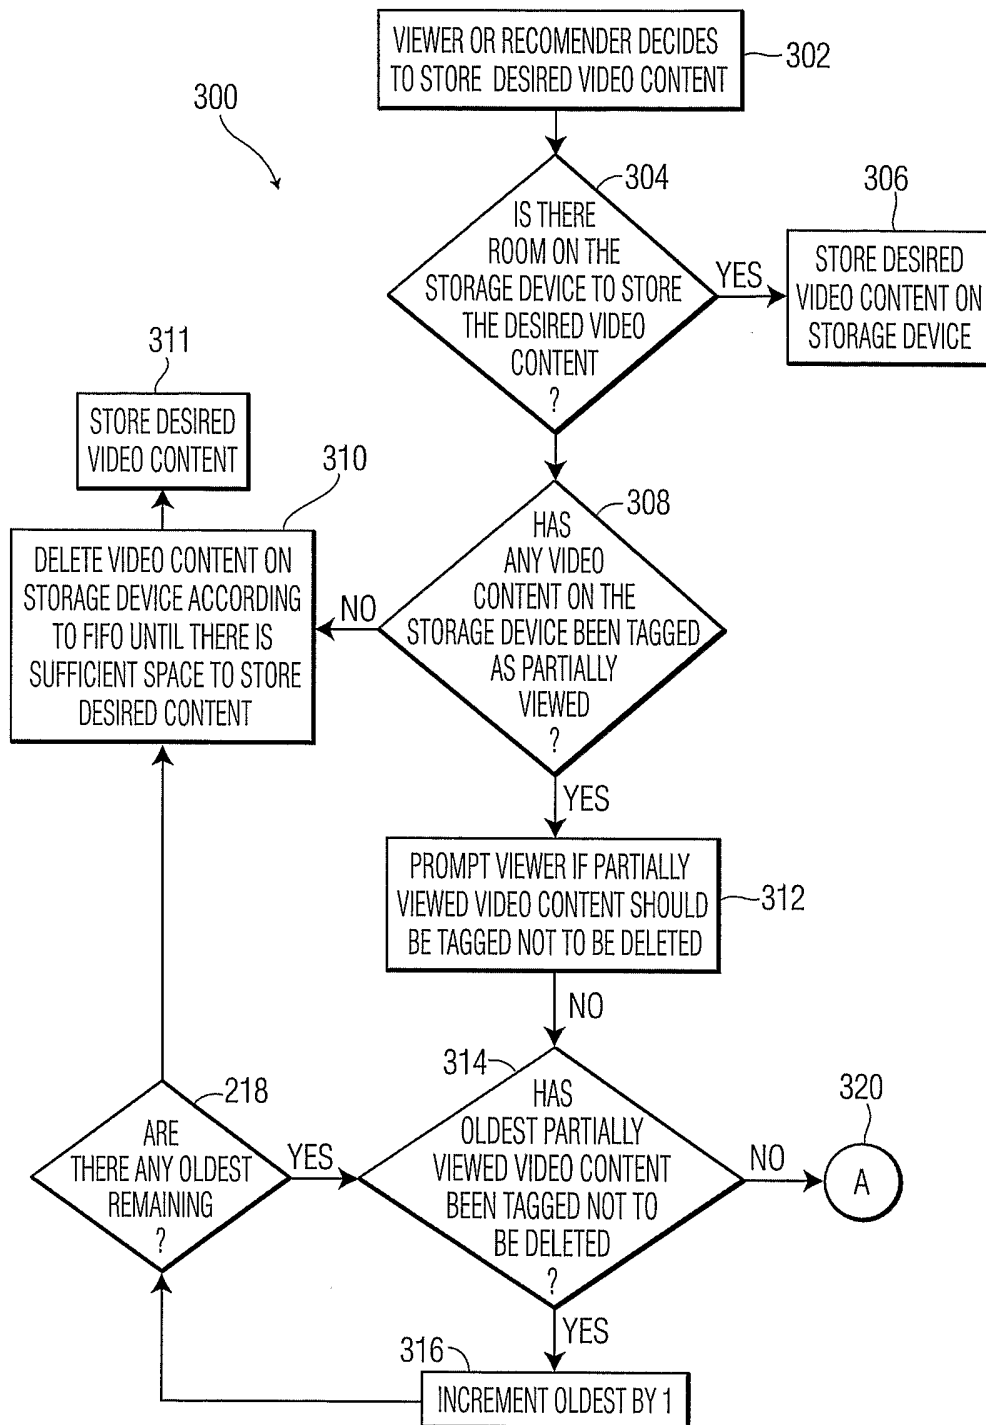 VIEWER OR RECOMENDER DECIDES
TO STORE DESIRED VIDEO CONTENT
302
300
304
IS THERE
ROOM ON THE
STORAGE DEVICE TO STORE
THE DESIRED VIDEO
CONTENT
?
YES
306
STORE DESIRED
VIDEO CONTENT ON
STORAGE DEVICE
311
STORE DESIRED
VIDEO CONTENT
310
DELETE VIDEO CONTENT ON
STORAGE DEVICE ACCORDING
TO FIFO UNTIL THERE IS
SUFFICIENT SPACE TO STORE
DESIRED CONTENT
NO
308
HAS
ANY VIDEO
CONTENT ON THE
STORAGE DEVICE BEEN TAGGED
AS PARTIALLY
VIEWED
?
YES
PROMPT VIEWER IF PARTIALLY
VIEWED VIDEO CONTENT SHOULD
BE TAGGED NOT TO BE DELETED
312
NO
314
HAS
OLDEST PARTIALLY
VIEWED VIDEO CONTENT
BEEN TAGGED NOT TO
BE DELETED
?
NO
320
A
218
ARE
THERE ANY OLDEST
REMAINING
?
YES
YES
316
INCREMENT OLDEST BY 1